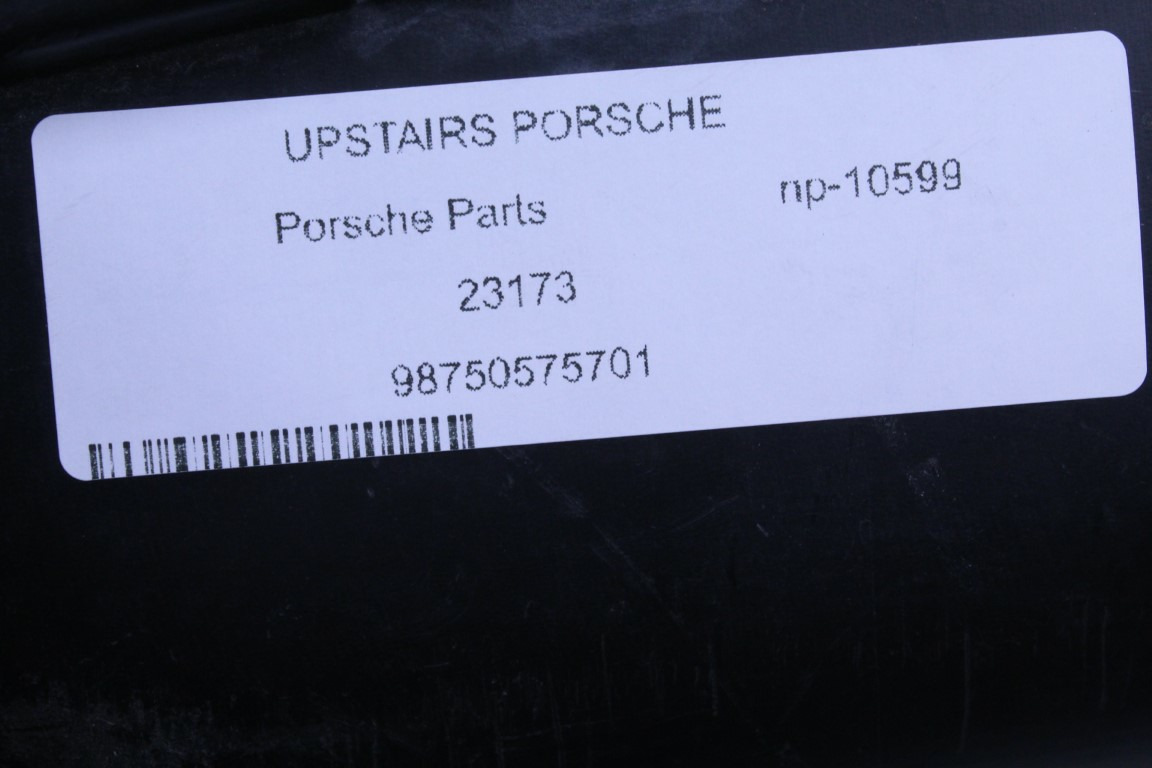 UPSTAIRS PORSCHE
Porsche Parts np-10599
23173
98750575701